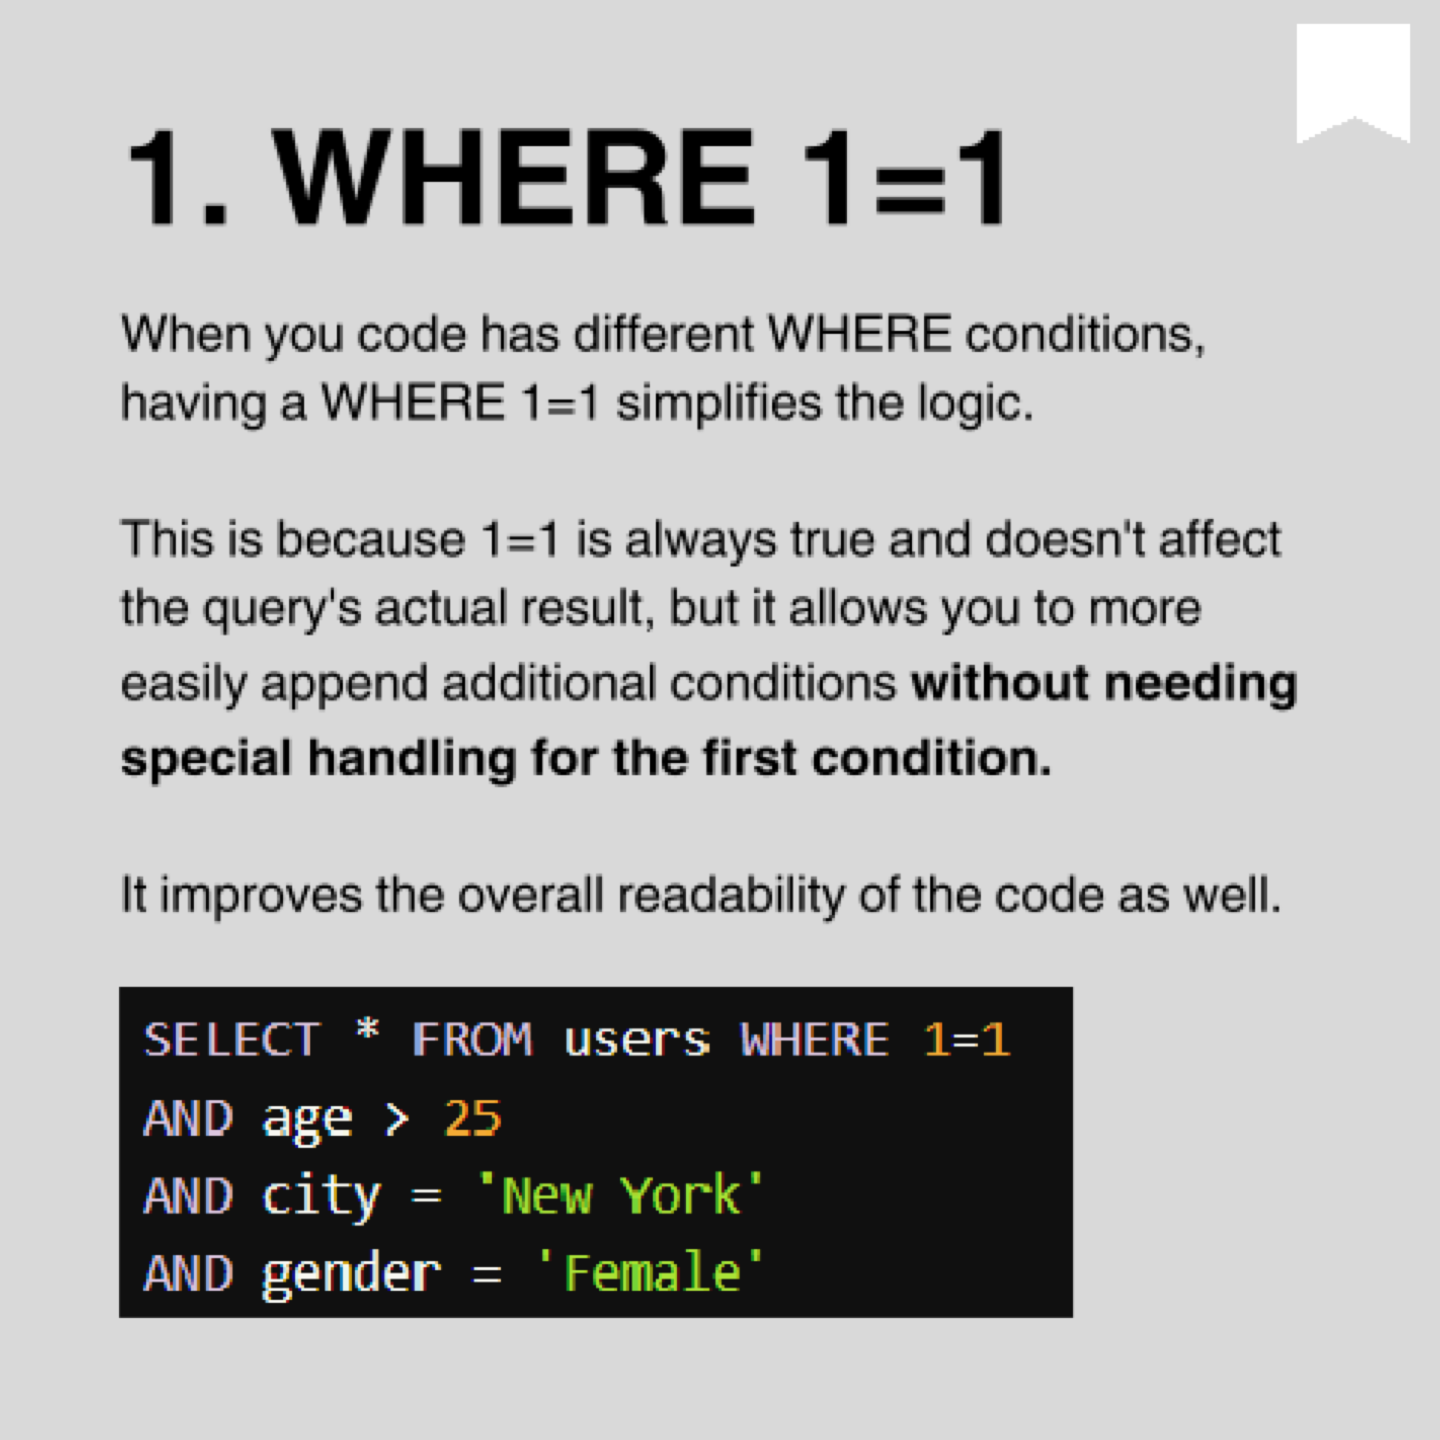 1. WHERE 1=1
When you code has different WHERE conditions,
having a WHERE 1=1 simplifies the logic.
This is because 1=1 is always true and doesn't affect
the query's actual result, but it allows you to more
easily append additional conditions without needing
special handling for the first condition.
It improves the overall readability of the code as well.
SELECT * FROM users WHERE 1=1
AND age > 25
AND city = 'New York'
AND gender = 'Female'